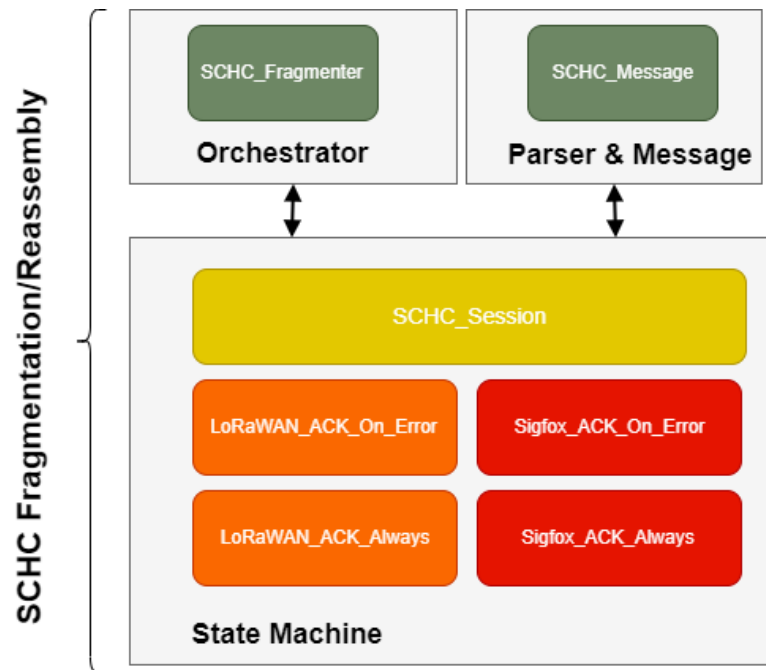 SCHC Fragmentation/Reassembly
SCHC_Fragmenter
Orchestrator
SCHC_Message
Parser & Message
SCHC_Session
LoRaWAN_ACK_On_Error
Sigfox_ACK_On_Error
LoRaWAN_ACK_Always
Sigfox_ACK_Always
State Machine